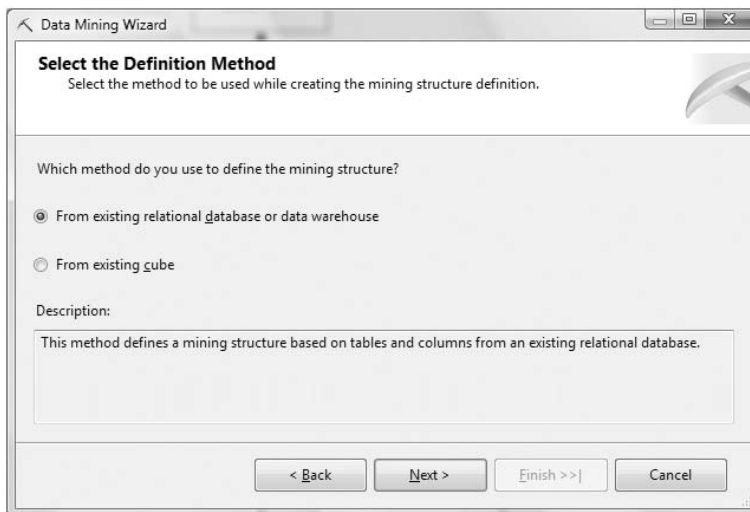 Data Mining Wizard
Select the Definition Method
Select the method to be used while creating the mining structure definition.
Which method do you use to define the mining structure?
From existing relational database or data warehouse
From existing cube
Description:
This method defines a mining structure based on tables and columns from an existing relational database.
< Back
Next >
Finish >>|
Cancel